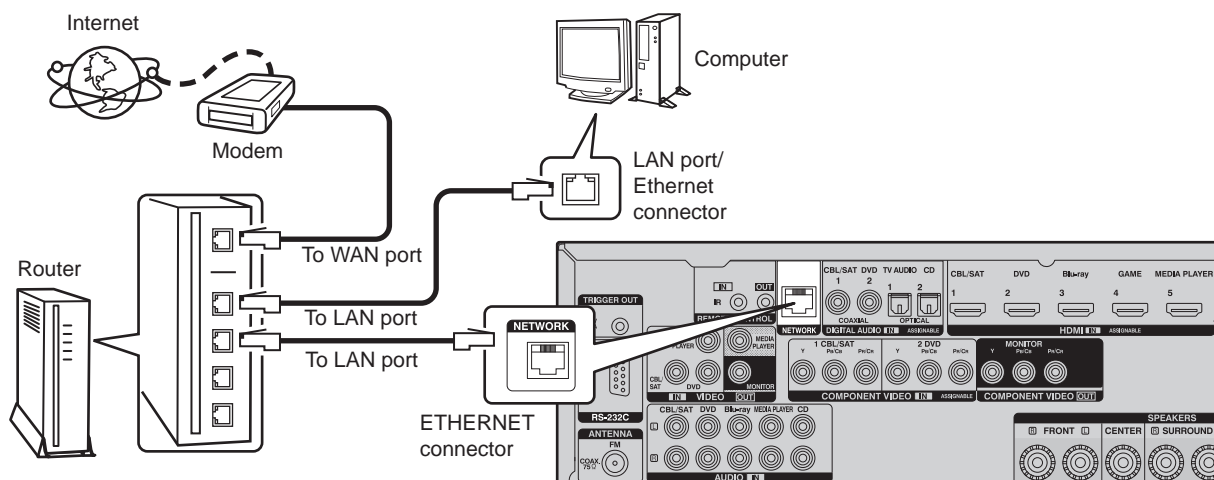 Internet
Modem
Computer
LAN port/
Ethernet
connector
Router
To WAN port
To LAN port
To LAN port
NETWORK
ETHERNET
connector
TRIGGER OUT
RS-232C
ANTENNA
FM
COAX.
75Ω
IN OUT
IR
NETWORK
CBL/SAT DVD TV AUDIO CD
1 2 1 2
COAXIAL OPTICAL
DIGITAL AUDIO IN ASSIGNABLE
CBL/SAT DVD Blu-ray GAME MEDIA PLAYER
1 2 3 4 5
HDMI IN ASSIGNABLE
MEDIA
PLAYER
CBL/
SAT
DVD
MONITOR
IN VIDEO OUT
1 CBL/SAT 2 DVD
Y PB/CB PR/CR Y PB/CB PR/CR
COMPONENT VIDEO IN ASSIGNABLE
MONITOR
Y PB/CB PR/CR
COMPONENT VIDEO OUT
CBL/SAT DVD Blu-ray MEDIA PLAYER CD
L
R
AUDIO IN
SPEAKERS
R FRONT L CENTER R SURROUND